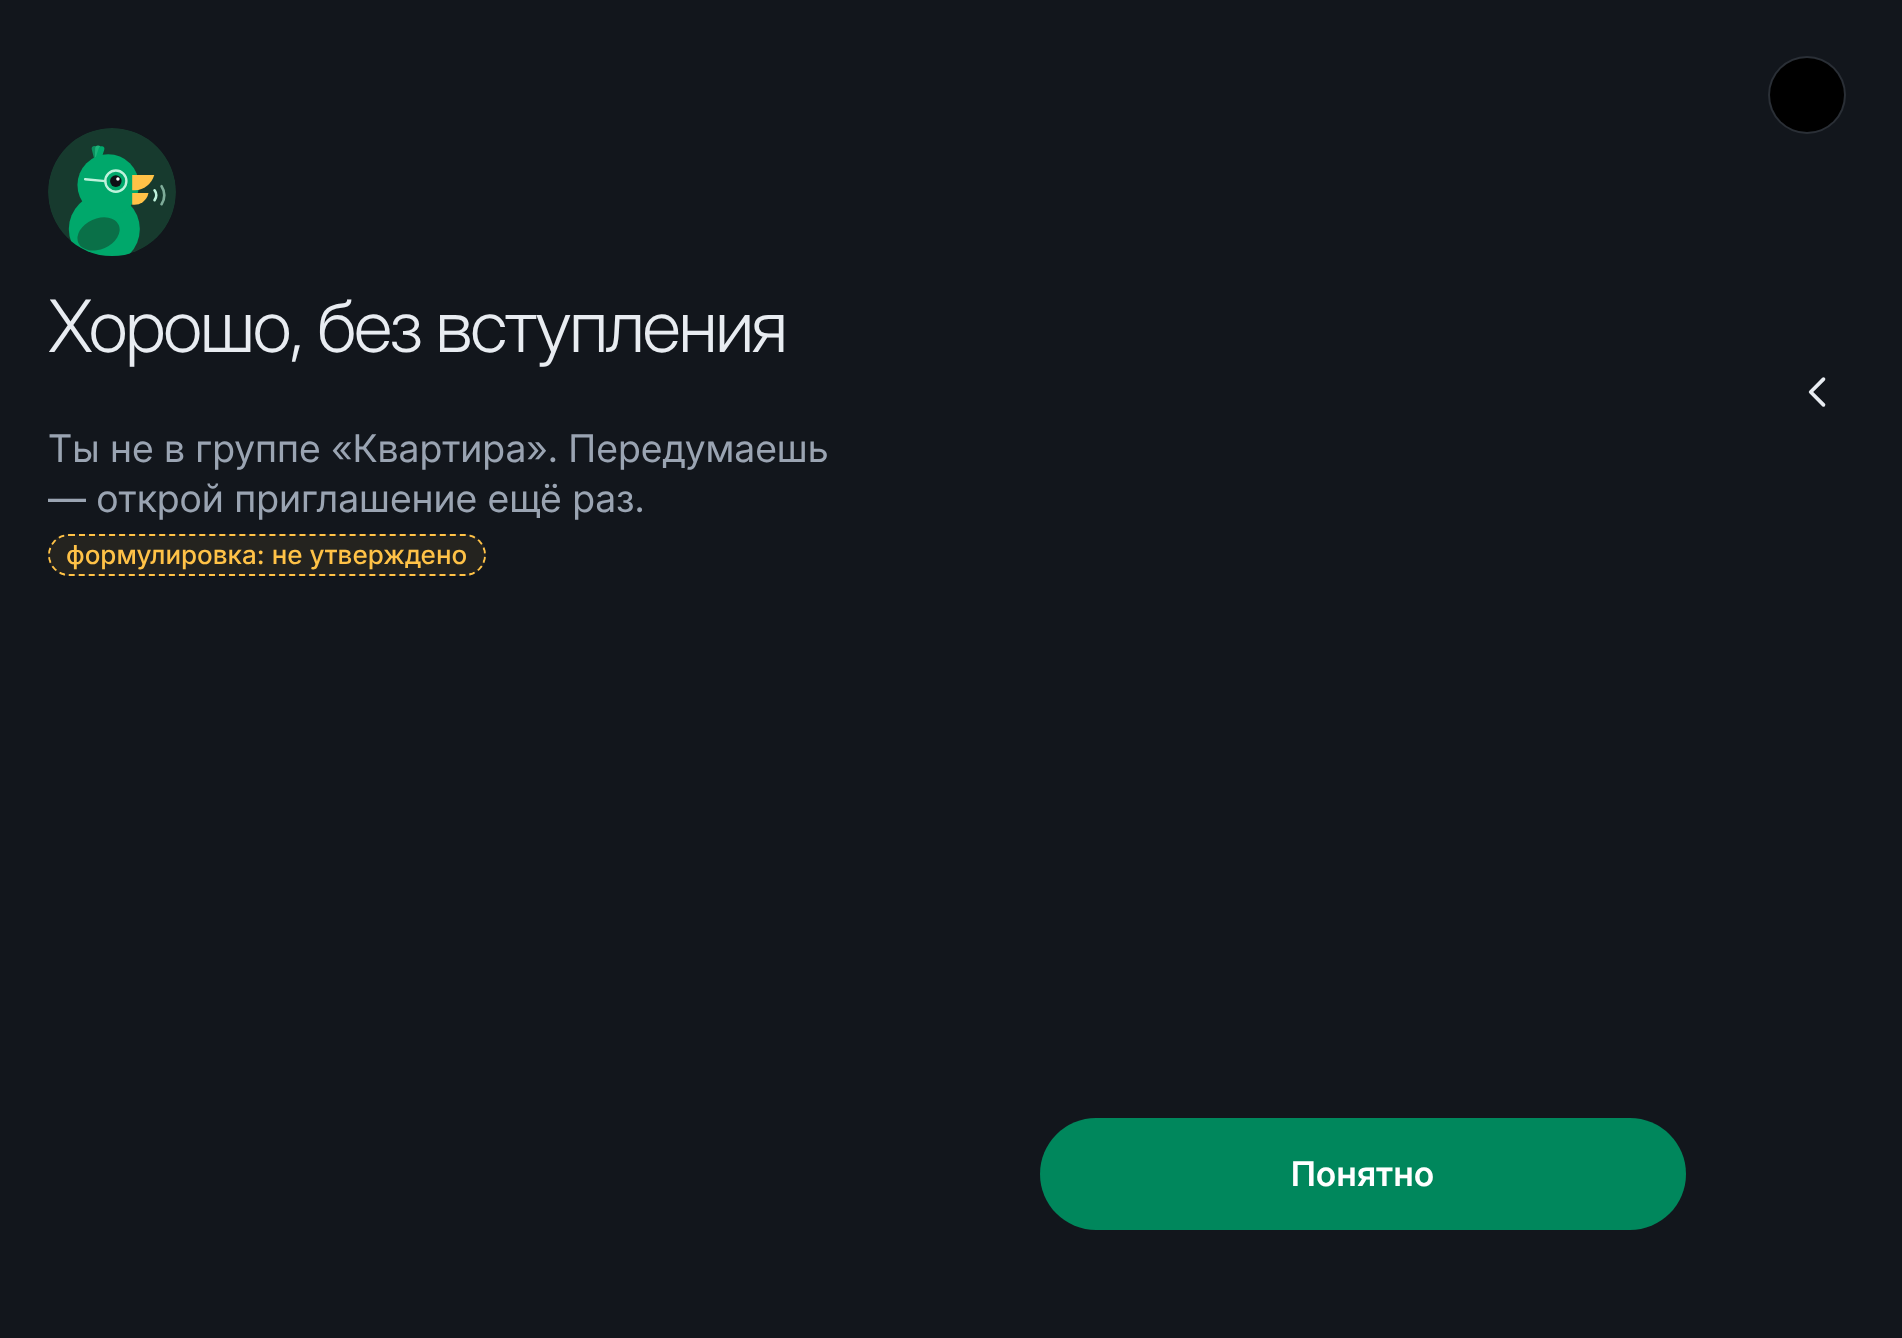 Хорошо, без вступления
Ты не в группе «Квартира». Передумаешь
— открой приглашение ещё раз.
формулировка: не утверждено
Понятно